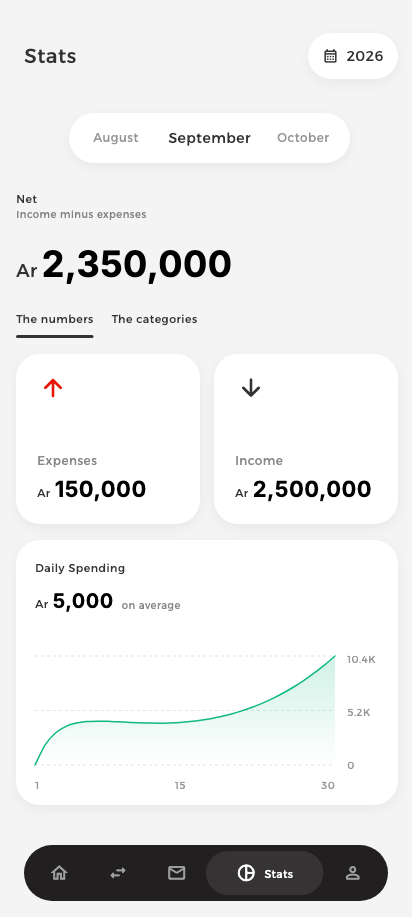 Stats
2026
August September October
Net
Income minus expenses
Ar 2,350,000
The numbers The categories
Expenses
Ar 150,000
Income
Ar 2,500,000
Daily Spending
Ar 5,000 on average
10.4K
5.2K
0
1 15 30
Stats